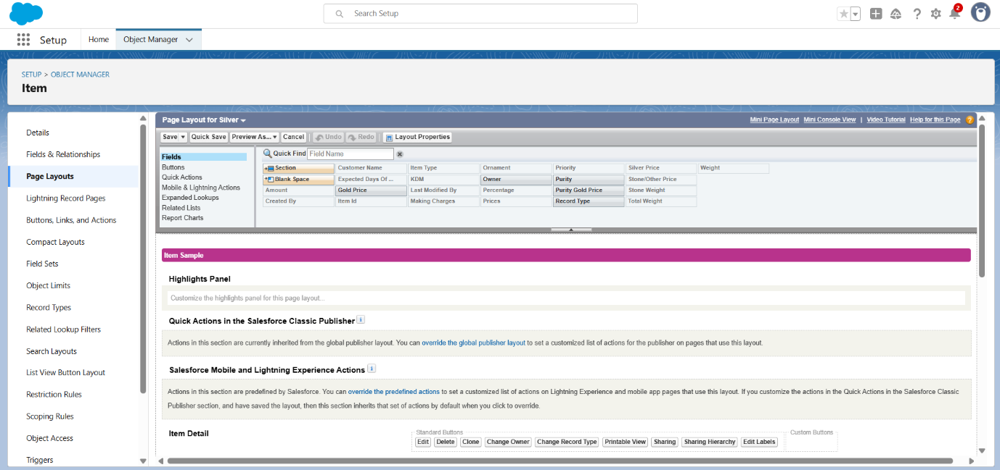 Search Setup
2
Setup
Home
Object Manager
SETUP > OBJECT MANAGER
Item
Details
Fields & Relationships
Page Layouts
Lightning Record Pages
Buttons, Links, and Actions
Compact Layouts
Field Sets
Object Limits
Record Types
Related Lookup Filters
Search Layouts
List View Button Layout
Restriction Rules
Scoping Rules
Object Access
Triggers
Page Layout for Silver
Mini Page Layout Mini Console View | Video Tutorial Help for this Page ?
Save Quick Save Preview As... Cancel Undo Redo Layout Properties
Fields
Buttons
Quick Actions
Mobile & Lightning Actions
Expanded Lookups
Related Lists
Report Charts
Quick Find Field Name
Section Customer Name Item Type Ornament Priority Silver Price Weight
Blank Space Expected Days Of ... KDM Owner Purity Stone/Other Price
Amount Gold Price Last Modified By Percentage Purity Gold Price Stone Weight
Created By Item Id Making Charges Prices Record Type Total Weight
Item Sample
Highlights Panel
Customize the highlights panel for this page layout...
Quick Actions in the Salesforce Classic Publisher i
Actions in this section are currently inherited from the global publisher layout. You can override the global publisher layout to set a customized list of actions for the publisher on pages that use this layout.
Salesforce Mobile and Lightning Experience Actions i
Actions in this section are predefined by Salesforce. You can override the predefined actions to set a customized list of actions on Lightning Experience and mobile app pages that use this layout. If you customize the actions in the Quick Actions in the Salesforce Classic
Publisher section, and have saved the layout, then this section inherits that set of actions by default when you click to override.
Item Detail
Standard Buttons
Edit Delete Clone Change Owner Change Record Type Printable View Sharing Sharing Hierarchy Edit Labels
Custom Buttons